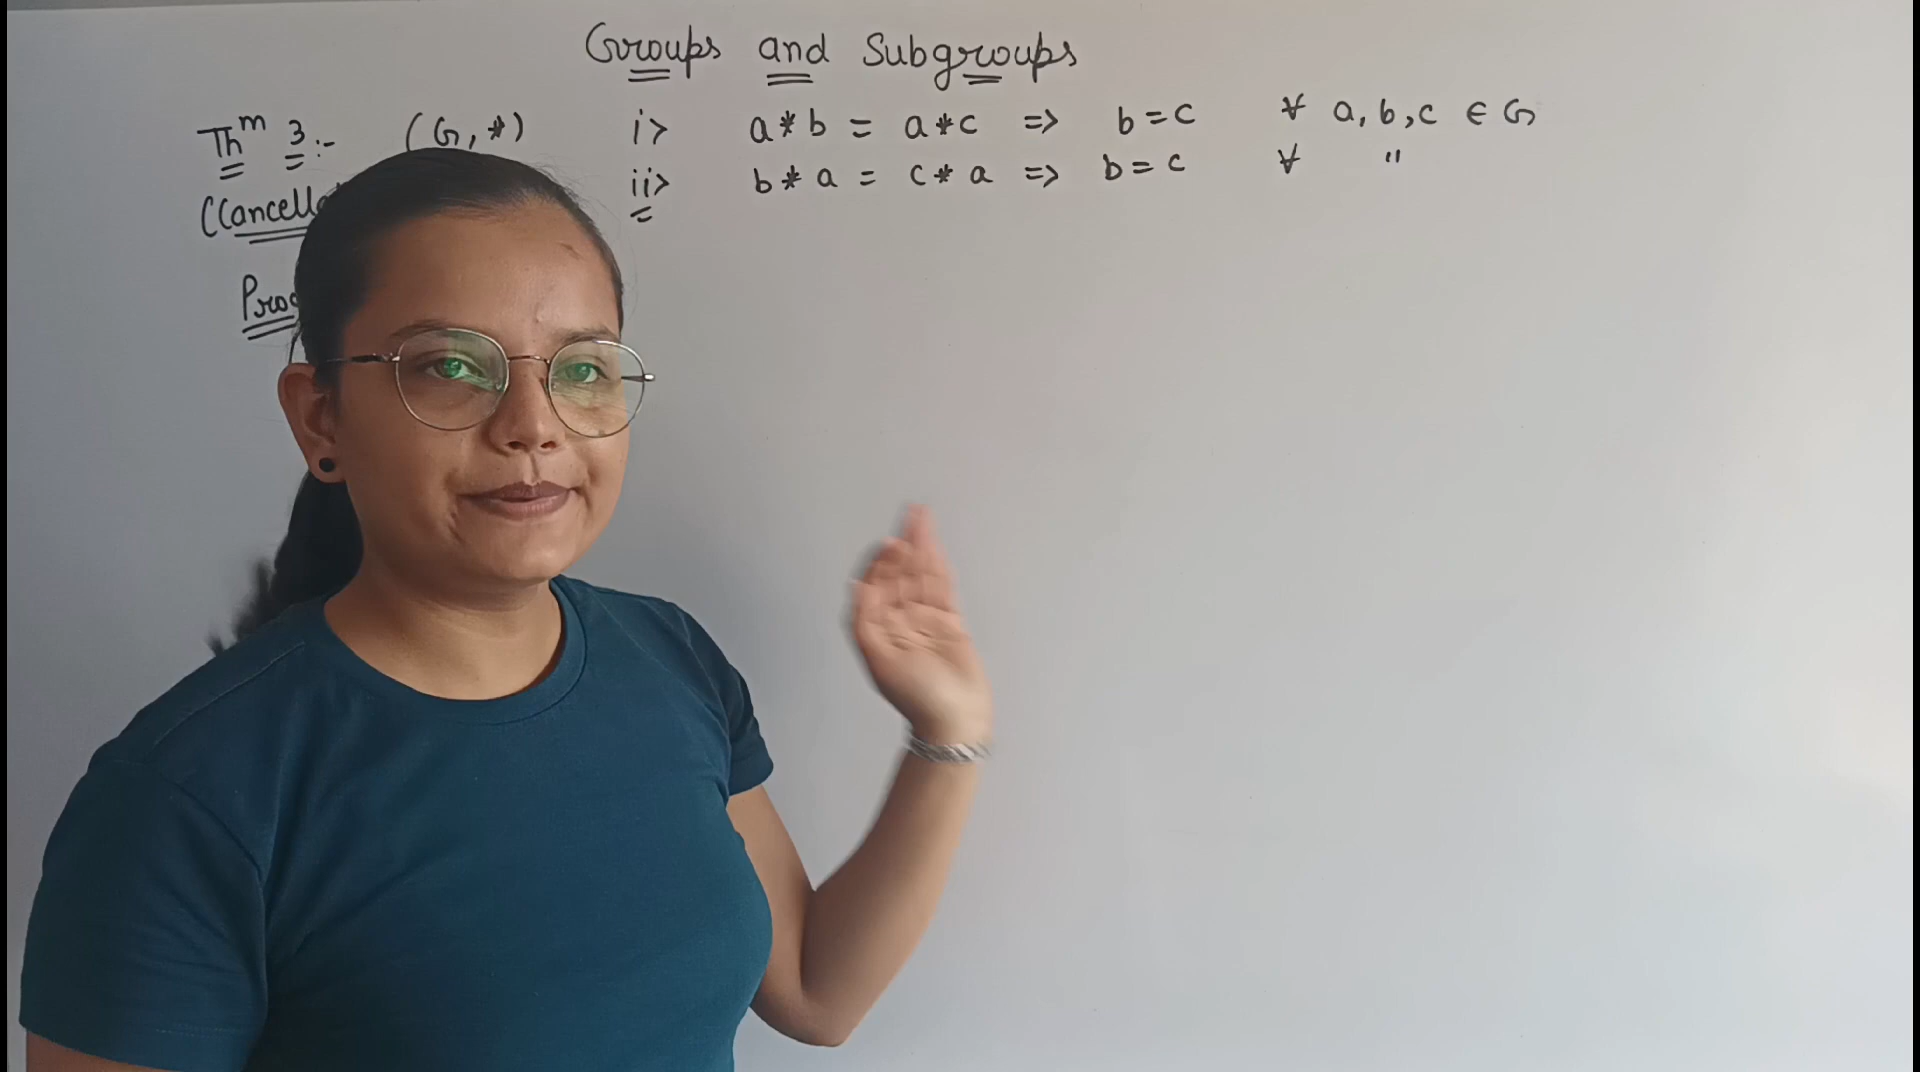 Groups and Subgroups
Thm 3:- (G, *) i> a * b = a * c => b = c ∀ a, b, c ∈ G
ii> b * a = c * a => b = c ∀ "